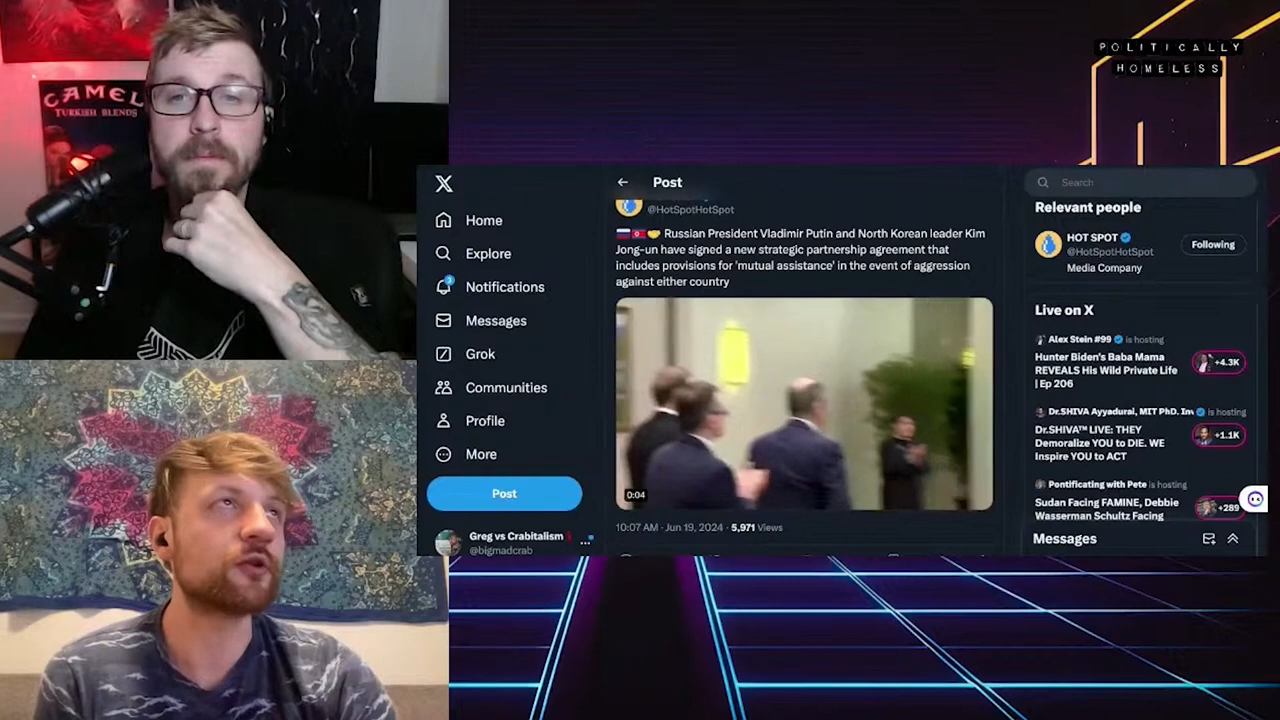 CAMEL
TURKISH BLENDS
POLITICALLY
HOMELESS
Home
Explore
Notifications
Messages
Grok
Communities
Profile
More
Post
Greg vs Crabitalism
@bigmadcrab
Post
@HotSpotHotSpot
Russian President Vladimir Putin and North Korean leader Kim
Jong-un have signed a new strategic partnership agreement that
includes provisions for 'mutual assistance' in the event of aggression
against either country
0:04
10:07 AM · Jun 19, 2024 · 5,971 Views
Search
Relevant people
HOT SPOT
@HotSpotHotSpot
Media Company
Following
Live on X
Alex Stein #99 is hosting
Hunter Biden's Baba Mama
REVEALS His Wild Private Life
| Ep 206
+4.3K
Dr.SHIVA Ayyadurai, MIT PhD. Inv is hosting
Dr.SHIVA™ LIVE: THEY
Demoralize YOU to DIE. WE
Inspire YOU to ACT
+1.1K
Pontificating with Pete is hosting
Sudan Facing FAMINE, Debbie
Wasserman Schultz Facing
+289
Messages